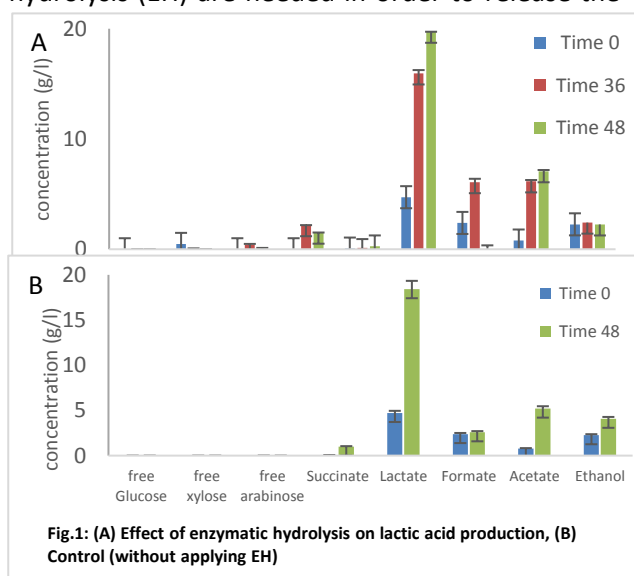 hydrolysis (EH) are needed in order to release the
A
20
10
0
concentration (g/l)
Time 0
Time 36
Time 48
B
20
15
10
5
0
concentration (g/l)
Time 0
Time 48
free
Glucose
free
xylose
free
arabinose
Succinate
Lactate
Formate
Acetate
Ethanol
Fig.1: (A) Effect of enzymatic hydrolysis on lactic acid production, (B)
Control (without applying EH)